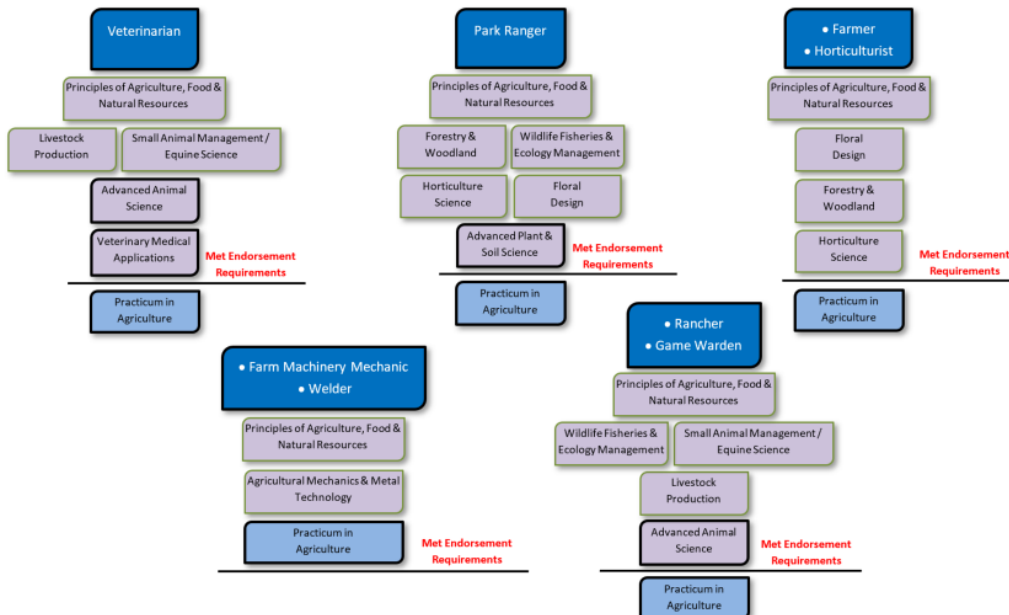 Veterinarian
Principles of Agriculture, Food &
Natural Resources
Livestock
Production
Small Animal Management /
Equine Science
Advanced Animal
Science
Veterinary Medical
Applications
Met Endorsement
Requirements
Practicum in
Agriculture
Park Ranger
Principles of Agriculture, Food &
Natural Resources
Forestry &
Woodland
Wildlife Fisheries &
Ecology Management
Horticulture
Science
Floral
Design
Advanced Plant &
Soil Science
Met Endorsement
Requirements
Practicum in
Agriculture
• Farmer
• Horticulturist
Principles of Agriculture, Food &
Natural Resources
Floral
Design
Forestry &
Woodland
Horticulture
Science
Met Endorsement
Requirements
Practicum in
Agriculture
• Farm Machinery Mechanic
• Welder
Principles of Agriculture, Food &
Natural Resources
Agricultural Mechanics & Metal
Technology
Practicum in
Agriculture
Met Endorsement
Requirements
• Rancher
• Game Warden
Principles of Agriculture, Food &
Natural Resources
Wildlife Fisheries &
Ecology Management
Small Animal Management /
Equine Science
Livestock
Production
Advanced Animal
Science
Met Endorsement
Requirements
Practicum in
Agriculture